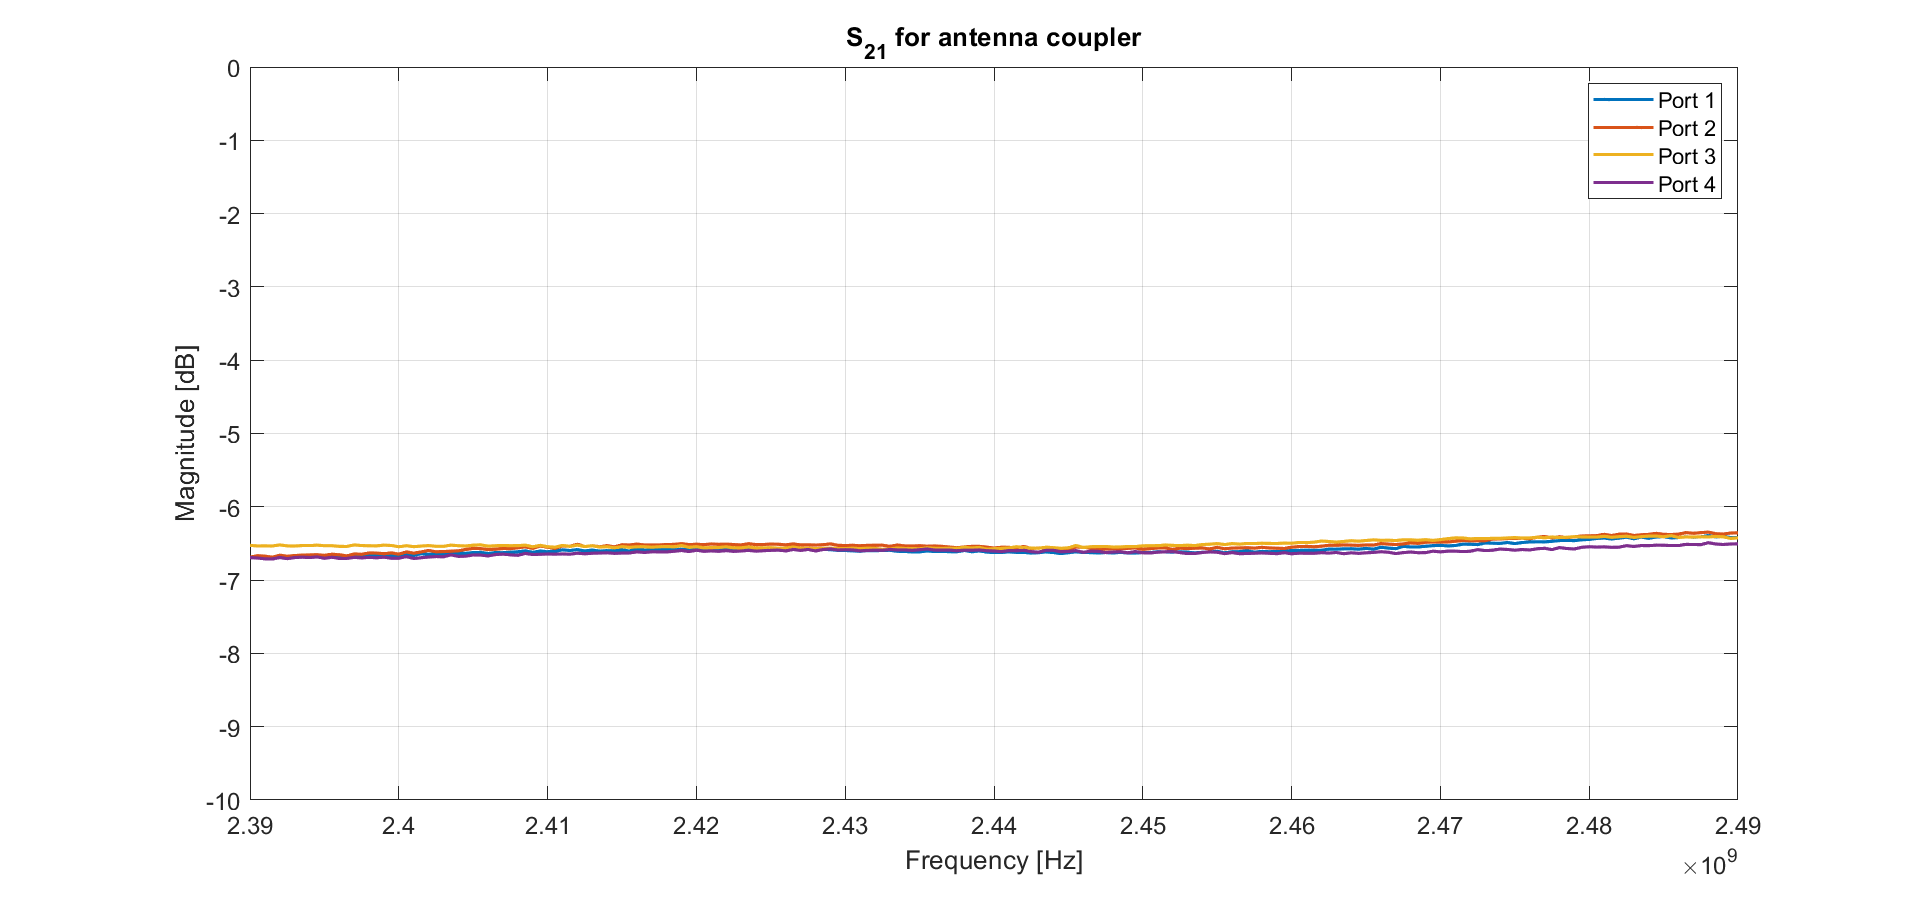 S21 for antenna coupler
0
-1
-2
-3
-4
-5
-6
-7
-8
-9
-10
Magnitude [dB]
Port 1
Port 2
Port 3
Port 4
2.39 2.4 2.41 2.42 2.43 2.44 2.45 2.46 2.47 2.48 2.49
Frequency [Hz]
×10^9